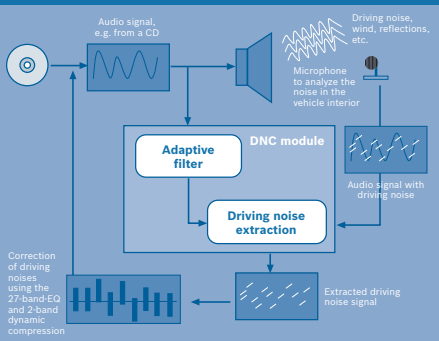 Audio signal,
e.g. from a CD
Driving noise,
wind, reflections,
etc.
Microphone
to analyze the
noise in the
vehicle interior
DNC module
Adaptive
filter
Audio signal with
driving noise
Driving noise
extraction
Correction
of driving
noises
using the
27-band-EQ
and 2-band
dynamic
compression
Extracted driving
noise signal